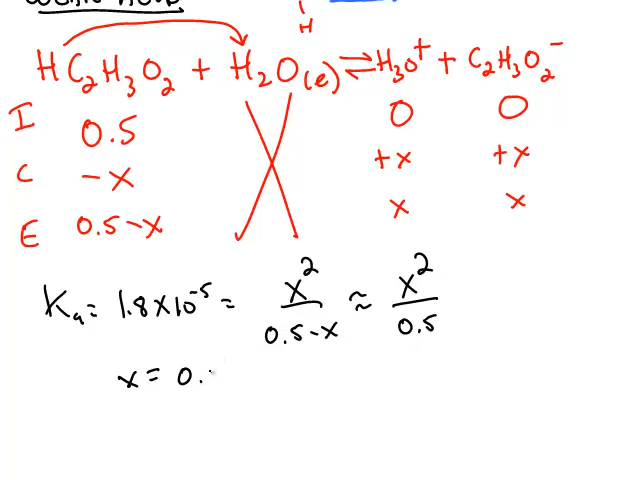 H
HC₂H₃O₂ + H₂O(ℓ) ⇌ H₃O⁺ + C₂H₃O₂⁻
I 0.5 0 0
C -x +x +x
E 0.5-x x x
Ka = 1.8x10⁻⁵ = x²/0.5-x ≈ x²/0.5
x = 0.